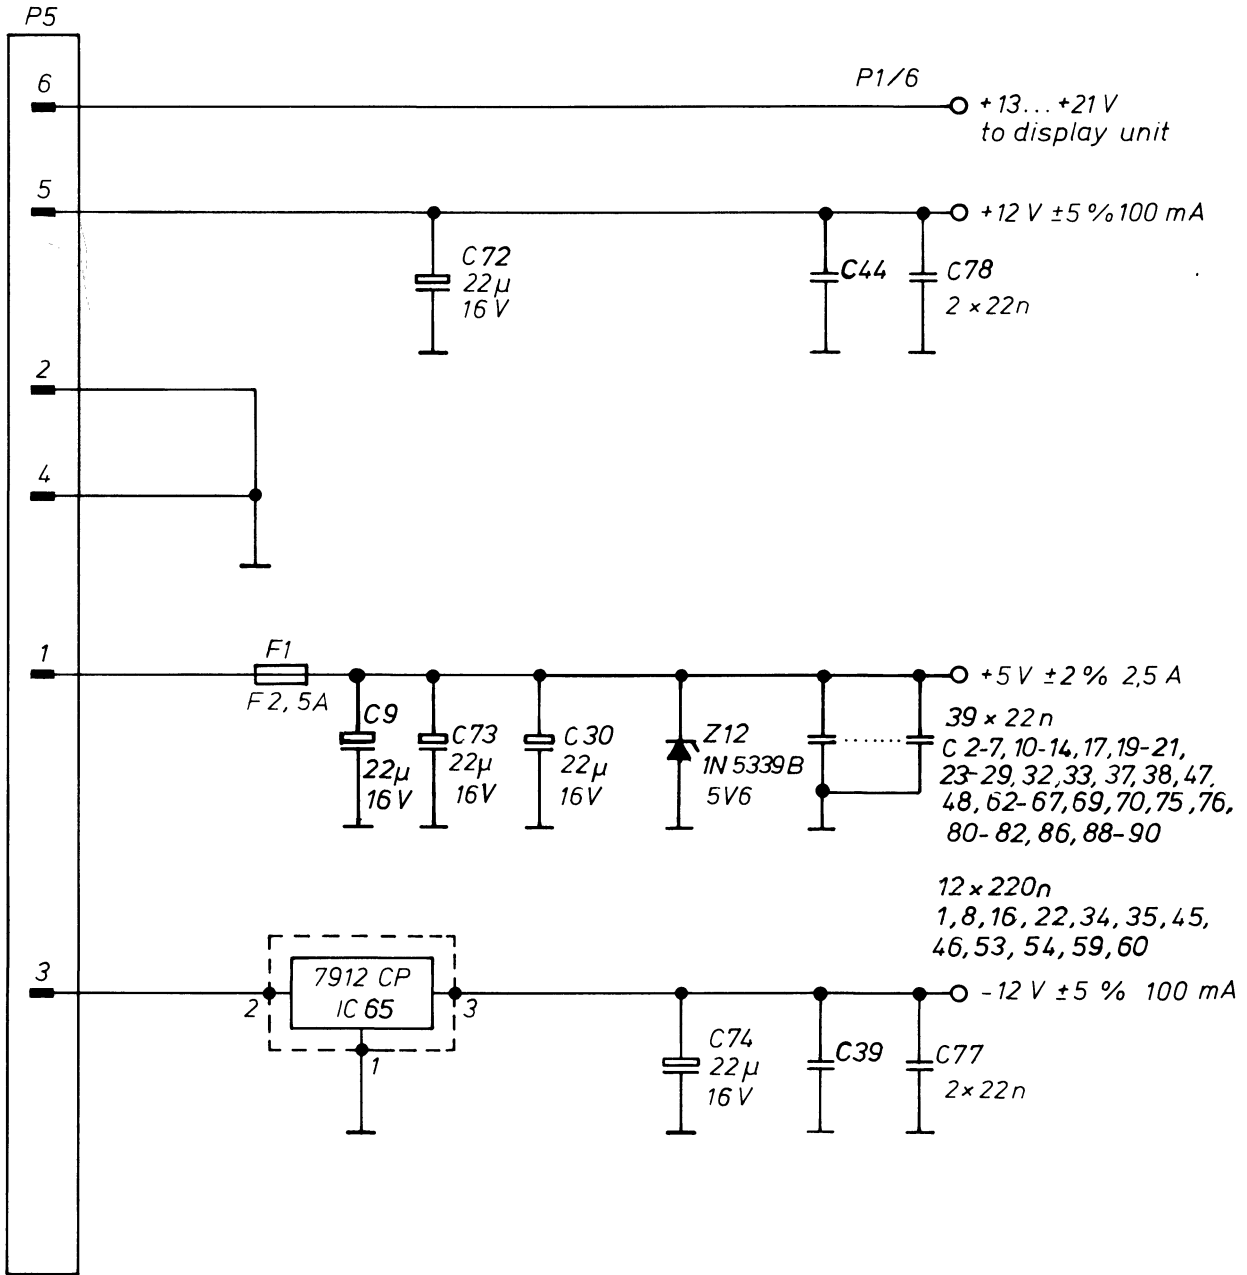 P5
6
P1/6
+13...+21 V
to display unit
5
+12 V ±5 % 100 mA
C72
22µ
16 V
C44
C78
2 × 22n
2
4
1
F1
F 2,5A
+5 V ±2 % 2,5 A
C9
22µ
16 V
C73
22µ
16V
C30
22µ
16V
Z12
1N 5339B
5V6
39 × 22n
C 2-7, 10-14, 17, 19-21,
23-29, 32, 33, 37, 38, 47,
48, 62-67, 69, 70, 75, 76,
80-82, 86, 88-90
12 × 220n
1, 8, 16, 22, 34, 35, 45,
46, 53, 54, 59, 60
3
7912 CP
IC 65
2
3
1
-12 V ±5 % 100 mA
C74
22µ
16 V
C39
C77
2× 22n